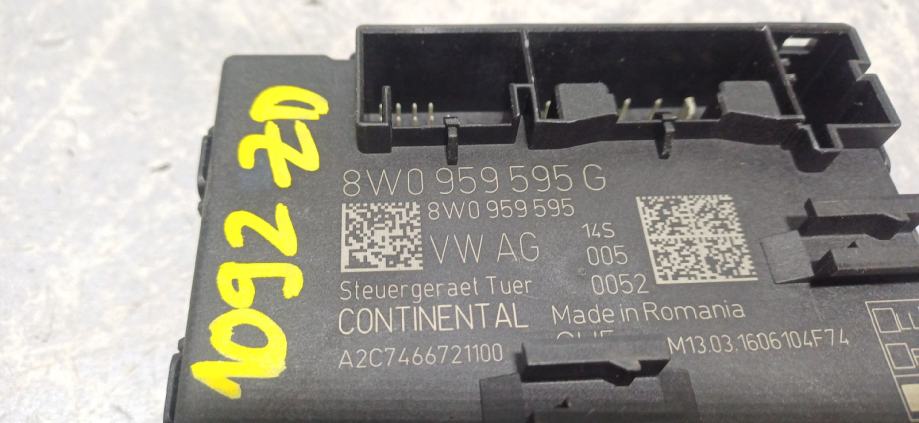 1092 ZD
8W0 959 595 G
8W0 959 595
VW AG
14S
005
0052
Steuergeraet Tuer
CONTINENTAL
Made in Romania
A2C7466721100
M13.03.1606104F74